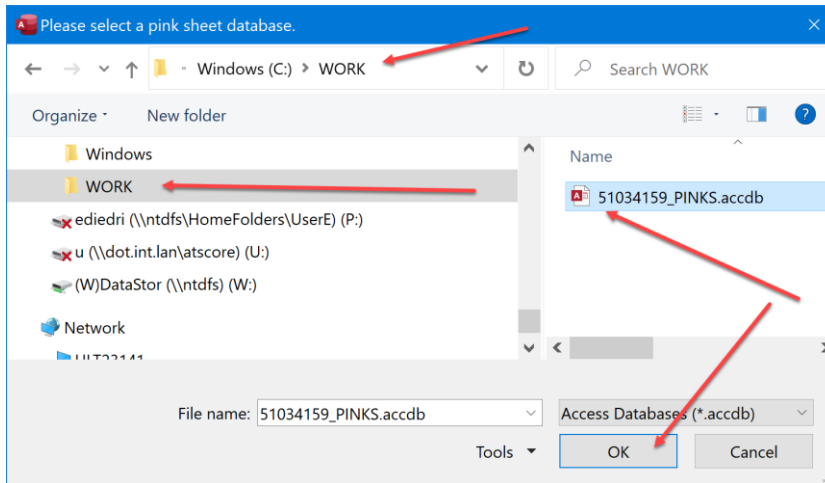 Please select a pink sheet database.
Windows (C:) > WORK
Search WORK
Organize
New folder
Windows
WORK
ediedri (\\ntdfs\HomeFolders\UserE) (P:)
u (\\dot.int.lan\atscore) (U:)
(W)DataStor (\\ntdfs) (W:)
Network
Name
51034159_PINKS.accdb
File name: 51034159_PINKS.accdb
Access Databases (*.accdb)
Tools
OK
Cancel